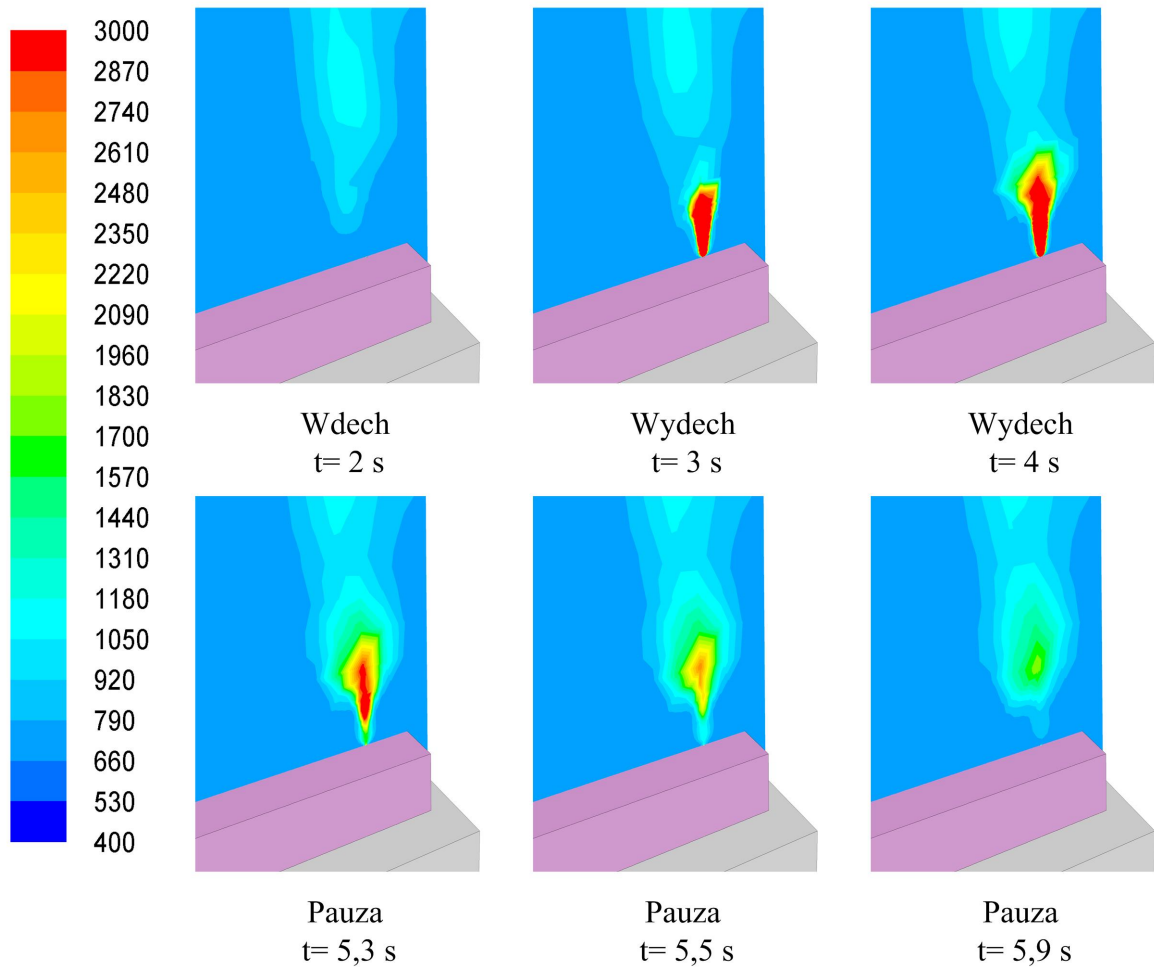 3000
2870
2740
2610
2480
2350
2220
2090
1960
1830
1700
1570
1440
1310
1180
1050
920
790
660
530
400
Wdech
t= 2 s
Wydech
t= 3 s
Wydech
t= 4 s
Pauza
t= 5,3 s
Pauza
t= 5,5 s
Pauza
t= 5,9 s